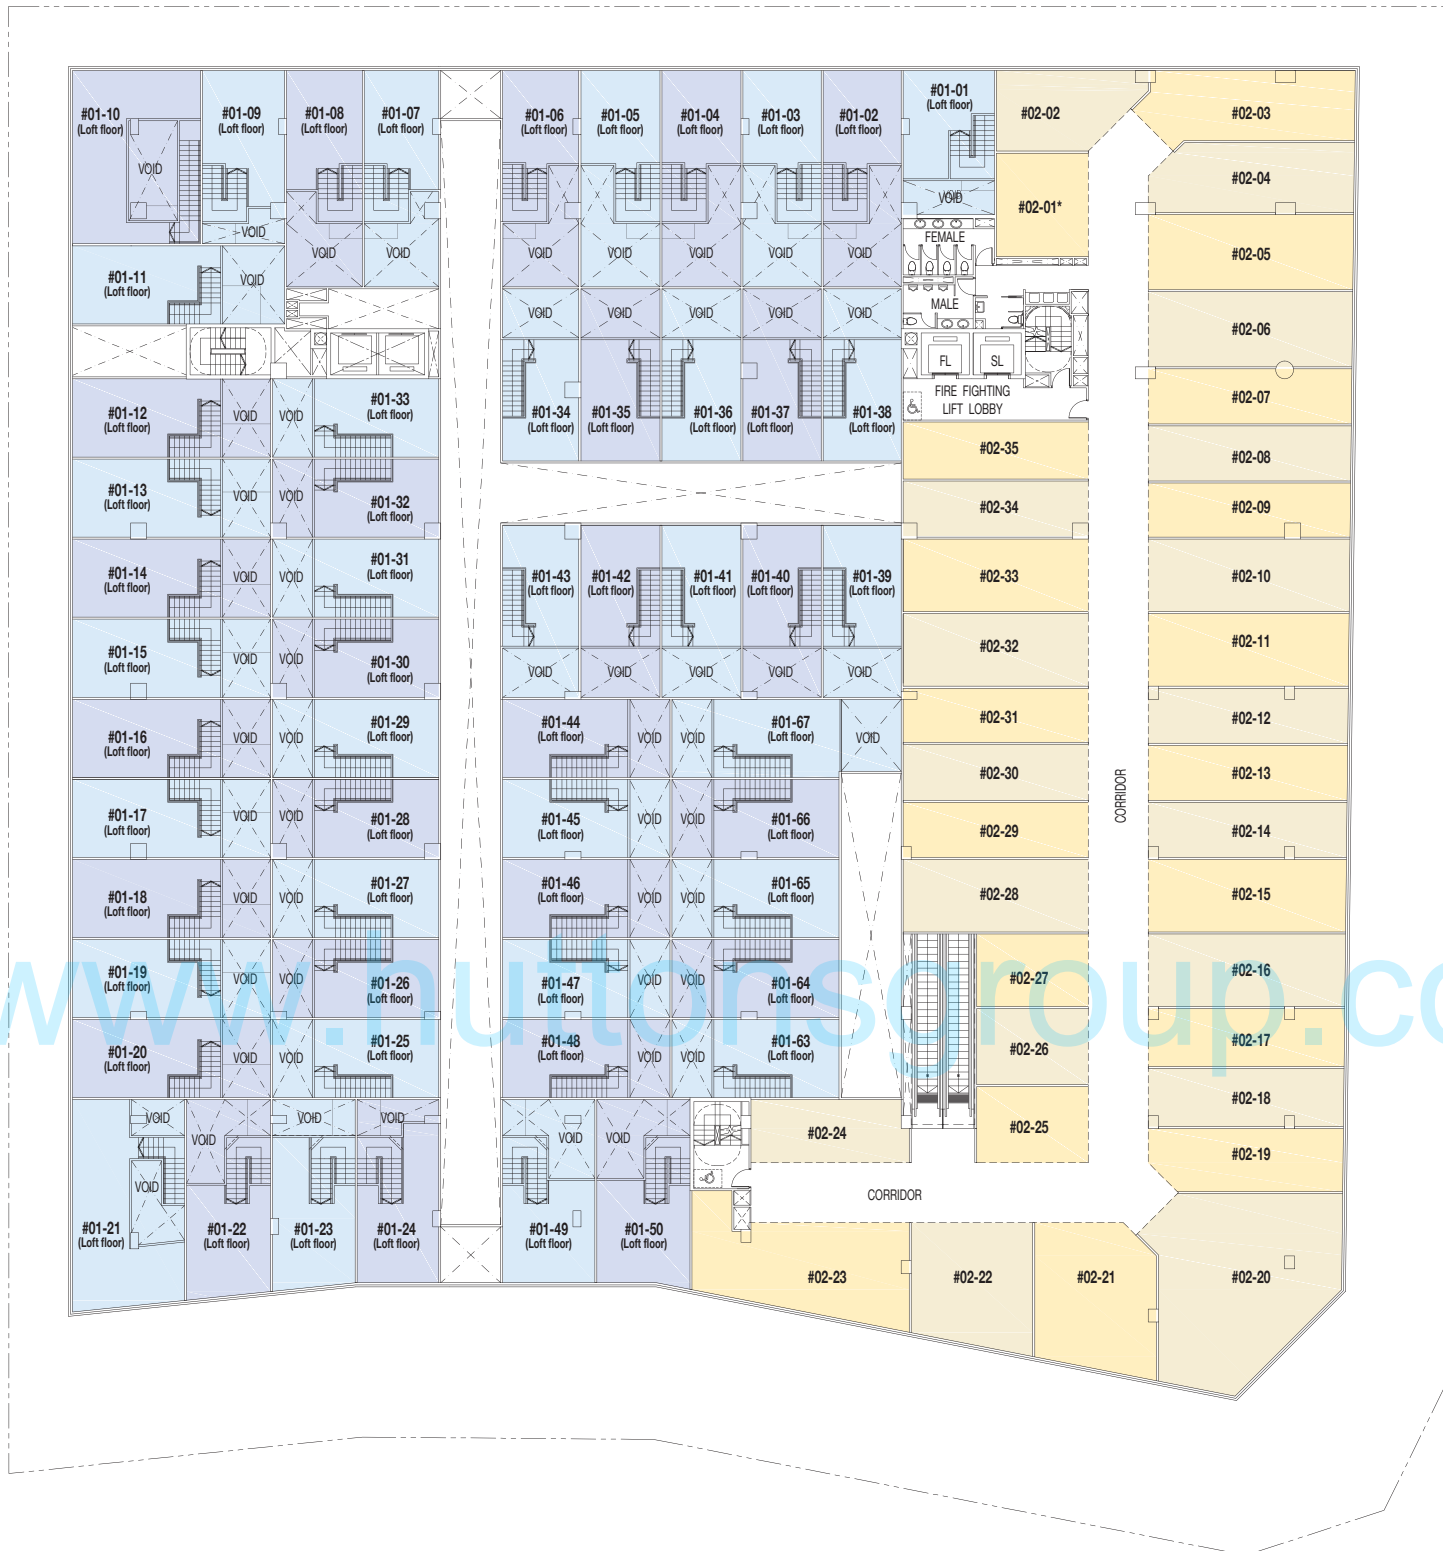 #01-10
(Loft floor)
VOID
#01-09
(Loft floor)
VOID
#01-08
(Loft floor)
VOID
#01-07
(Loft floor)
VOID
#01-06
(Loft floor)
VOID
#01-05
(Loft floor)
VOID
#01-04
(Loft floor)
VOID
#01-03
(Loft floor)
VOID
#01-02
(Loft floor)
VOID
#01-01
(Loft floor)
VOID
#02-02
#02-03
#02-01*
#02-04
FEMALE
MALE
FL
SL
FIRE FIGHTING
LIFT LOBBY
#02-05
#02-06
#02-07
#02-08
#02-09
#02-10
#02-11
#02-12
#02-13
#02-14
#02-15
#02-16
#02-17
#02-18
#02-19
#02-20
#02-21
#02-22
#02-23
#02-24
#02-25
#02-26
#02-27
#02-28
#02-29
#02-30
#02-31
#02-32
#02-33
#02-34
#02-35
CORRIDOR
CORRIDOR
#01-11
(Loft floor)
VOID
#01-12
(Loft floor)
VOID
VOID
#01-33
(Loft floor)
#01-13
(Loft floor)
VOID
VOID
#01-32
(Loft floor)
#01-14
(Loft floor)
VOID
VOID
#01-31
(Loft floor)
#01-15
(Loft floor)
VOID
VOID
#01-30
(Loft floor)
#01-16
(Loft floor)
VOID
VOID
#01-29
(Loft floor)
#01-17
(Loft floor)
VOID
VOID
#01-28
(Loft floor)
#01-18
(Loft floor)
VOID
VOID
#01-27
(Loft floor)
#01-19
(Loft floor)
VOID
VOID
#01-26
(Loft floor)
#01-20
(Loft floor)
VOID
VOID
#01-25
(Loft floor)
VOID
VOID
#01-21
(Loft floor)
VOID
#01-22
(Loft floor)
VOID
#01-23
(Loft floor)
VOID
#01-24
(Loft floor)
VOID
#01-34
(Loft floor)
VOID
#01-35
(Loft floor)
VOID
#01-36
(Loft floor)
VOID
#01-37
(Loft floor)
VOID
#01-38
(Loft floor)
#01-43
(Loft floor)
VOID
#01-42
(Loft floor)
VOID
#01-41
(Loft floor)
VOID
#01-40
(Loft floor)
VOID
#01-39
(Loft floor)
VOID
#01-44
(Loft floor)
VOID
VOID
#01-67
(Loft floor)
VOID
#01-45
(Loft floor)
VOID
VOID
#01-66
(Loft floor)
#01-46
(Loft floor)
VOID
VOID
#01-65
(Loft floor)
#01-47
(Loft floor)
VOID
VOID
#01-64
(Loft floor)
#01-48
(Loft floor)
VOID
VOID
#01-63
(Loft floor)
VOID
#01-49
(Loft floor)
VOID
#01-50
(Loft floor)
www.huttonsgroup.co